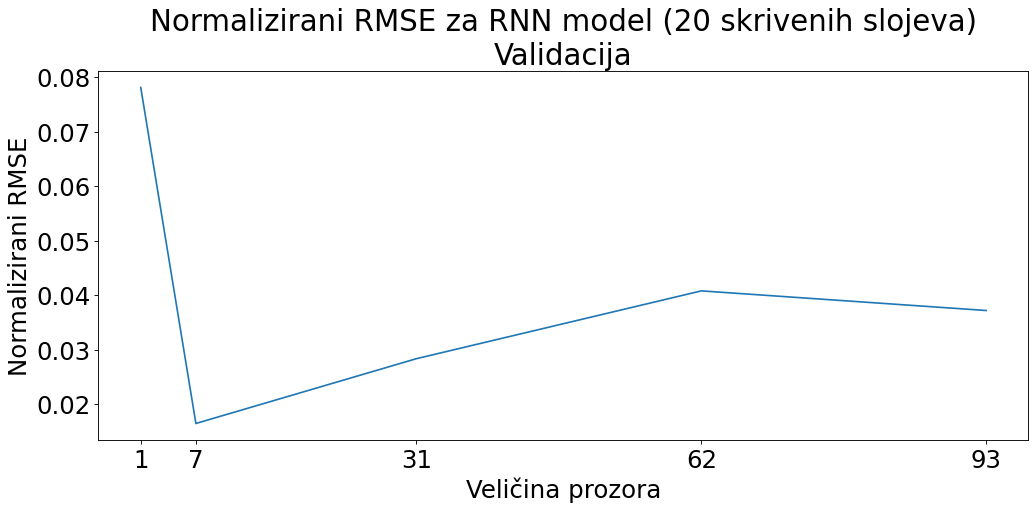 Normalizirani RMSE za RNN model (20 skrivenih slojeva)
Validacija
0.08
0.07
0.06
0.05
0.04
0.03
0.02
Normalizirani RMSE
1 7 31 62 93
Veličina prozora